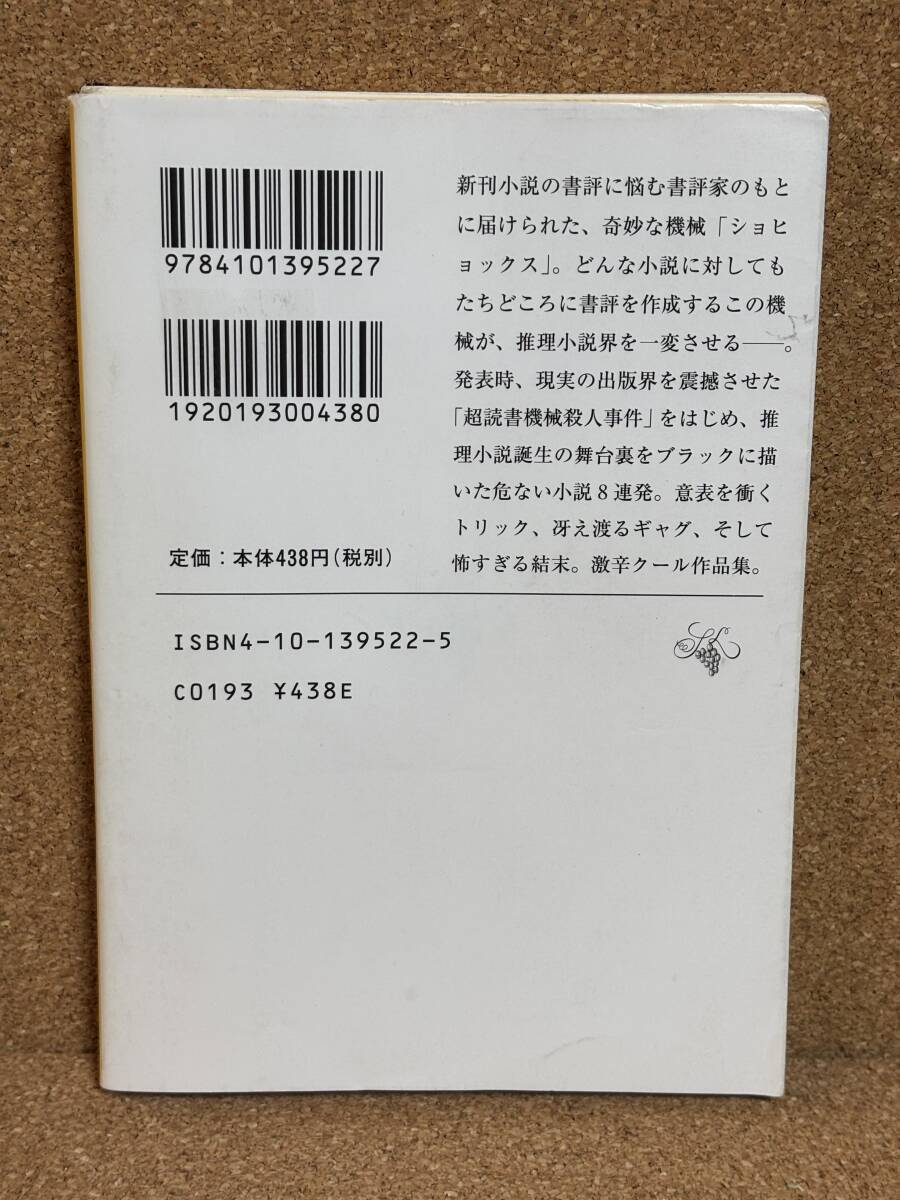 9784101395227
1920193004380
定価：本体438円（税別）
新刊小説の書評に悩む書評家のもと
に届けられた、奇妙な機械「ショヒ
ョックス」。どんな小説に対しても
たちどころに書評を作成するこの機
械が、推理小説界を一変させる――。
発表時、現実の出版界を震撼させた
「超読書機械殺人事件」をはじめ、推
理小説誕生の舞台裏をブラックに描
いた危ない小説８連発。意表を衝く
トリック、冴え渡るギャグ、そして
怖すぎる結末。激辛クール作品集。
ISBN4-10-139522-5
C0193 ¥438E